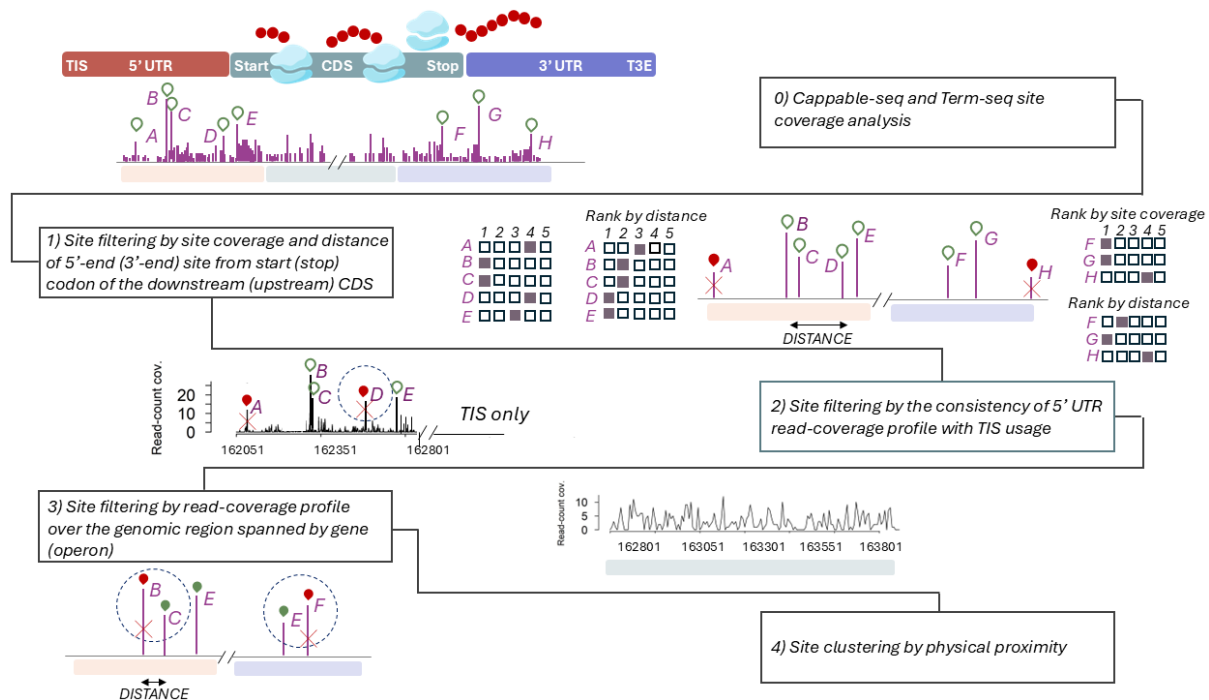 TIS 5' UTR Start CDS Stop 3' UTR T3E
A B C D E F G H
0) Cappable-seq and Term-seq site
coverage analysis
1) Site filtering by site coverage and distance
of 5'-end (3'-end) site from start (stop)
codon of the downstream (upstream) CDS
1 2 3 4 5
A
B
C
D
E
Rank by distance
1 2 3 4 5
A
B
C
D
E
A B C D E F G H
DISTANCE
Rank by site coverage
1 2 3 4 5
F
G
H
Rank by distance
F
G
H
Read-count cov.
20
10
0
A B C D E
162051 162351 162801
TIS only
2) Site filtering by the consistency of 5' UTR
read-coverage profile with TIS usage
3) Site filtering by read-coverage profile
over the genomic region spanned by gene
(operon)
Read-count cov.
10
5
0
162801 163051 163301 163551 163801
B C E E F
DISTANCE
4) Site clustering by physical proximity